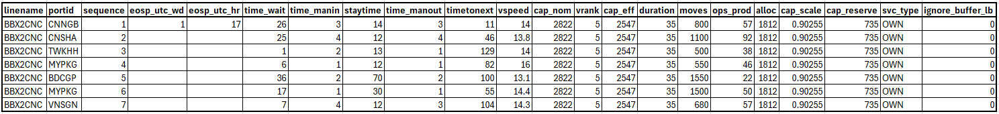 linename portid sequence eosp_utc_wd eosp_utc_hr time_wait time_manin staytime time_manout timetonext vspeed cap_nom vrank cap_eff duration moves ops_prod alloc cap_scale cap_reserve svc_type ignore_buffer_lb
BBX2CNC CNNGB 1 1 17 26 3 14 3 11 14 2822 5 2547 35 800 57 1812 0.90255 735 OWN 0
BBX2CNC CNSHA 2 25 4 12 4 46 13.8 2822 5 2547 35 1100 92 1812 0.90255 735 OWN 0
BBX2CNC TWKHH 3 1 2 13 1 129 14 2822 5 2547 35 500 38 1812 0.90255 735 OWN 0
BBX2CNC MYPKG 4 6 1 12 1 82 16 2822 5 2547 35 550 46 1812 0.90255 735 OWN 0
BBX2CNC BDCGP 5 36 2 70 2 100 13.1 2822 5 2547 35 1550 22 1812 0.90255 735 OWN 0
BBX2CNC MYPKG 6 17 1 30 1 55 14.4 2822 5 2547 35 1500 50 1812 0.90255 735 OWN 0
BBX2CNC VNSGN 7 7 4 12 3 104 14.3 2822 5 2547 35 680 57 1812 0.90255 735 OWN 0